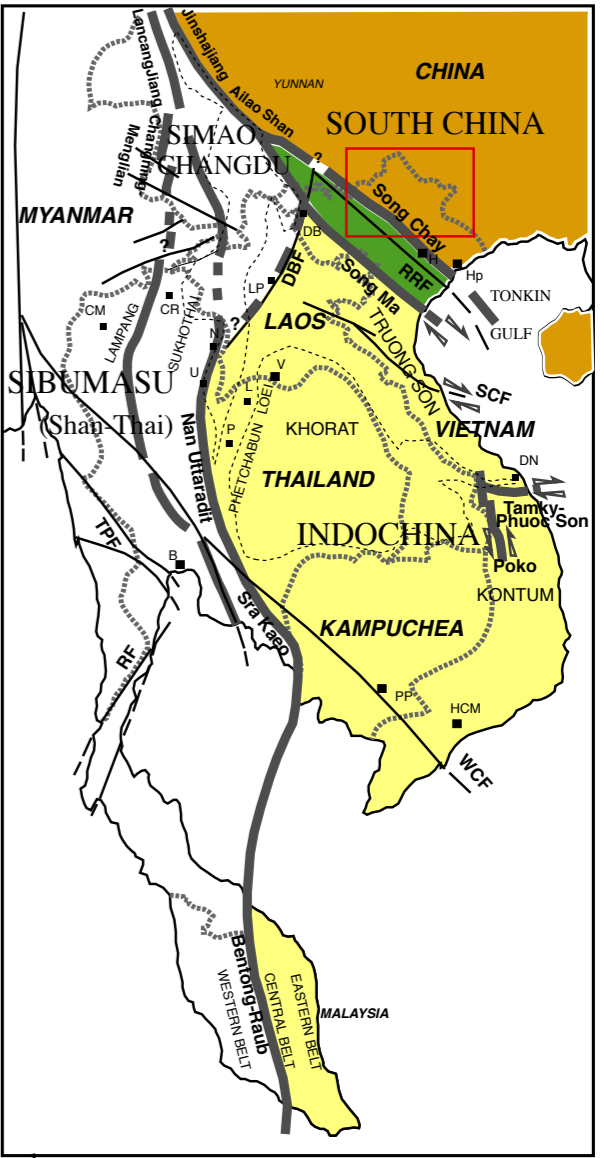 CHINA
YUNNAN
SOUTH CHINA
LancangJiang
Changning-
Menglian
Jinshajiang
Ailao Shan
SIMAO
CHANGDU
?
Song Chay
MYANMAR
?
DB
H
Hp
RRF
Song Ma
DBF
LP
TONKIN
GULF
CM
CR
LAMPANG
SUKHOTHAI
N
?
LAOS
TRUONG SON
SIBUMASU
(Shan-Thai)
U
L
V
SCF
Nan Uttaradit
P
PHETCHABUN
LOEI
KHORAT
VIETNAM
THAILAND
DN
Tamky-
Phuoc Son
INDOCHINA
Poko
TPF
B
KONTUM
Sra Kaeo
KAMPUCHEA
RF
PP
HCM
WCF
Bentong-Raub
WESTERN BELT
CENTRAL BELT
EASTERN BELT
MALAYSIA